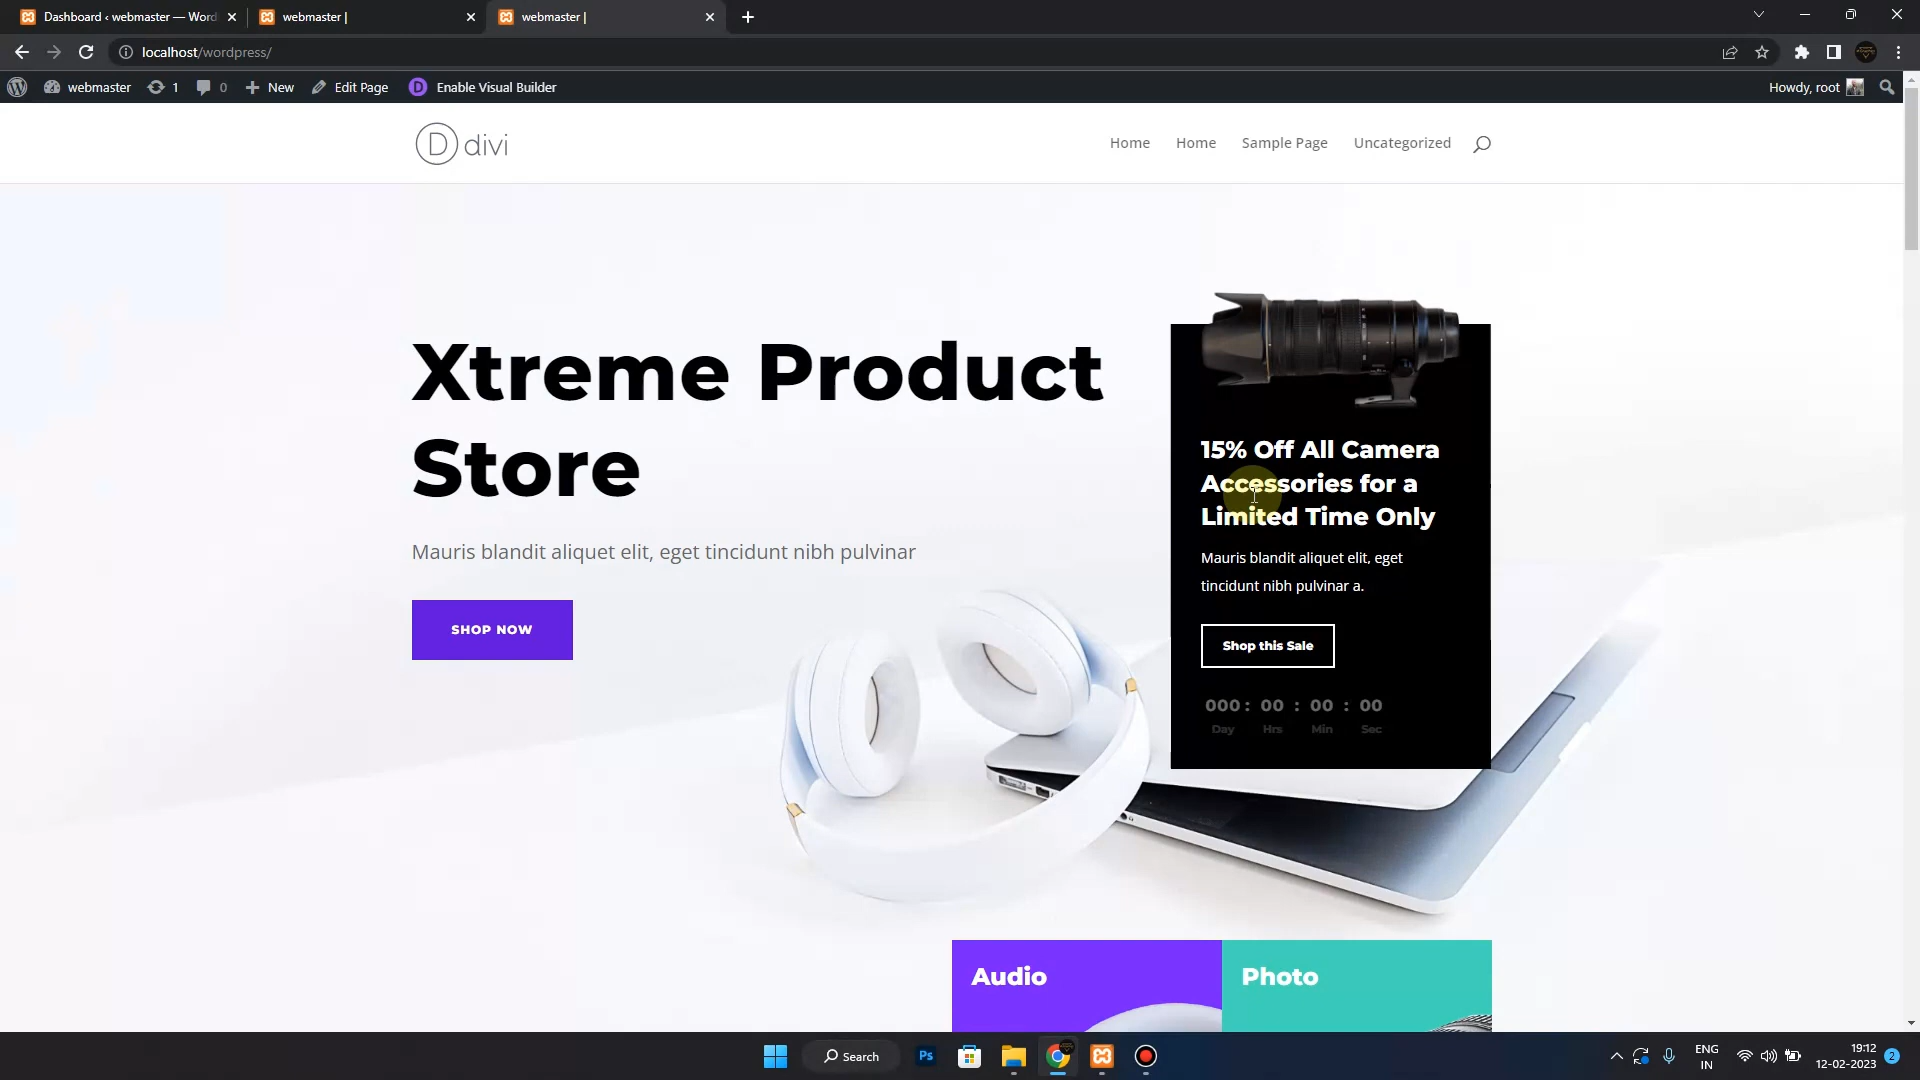 Dashboard ‹ webmaster — Word
webmaster |
webmaster |
localhost/wordpress/
webmaster
1
0
New
Edit Page
Enable Visual Builder
Howdy, root
D divi
Home
Home
Sample Page
Uncategorized
Xtreme Product
Store
Mauris blandit aliquet elit, eget tincidunt nibh pulvinar
SHOP NOW
15% Off All Camera
Accessories for a
Limited Time Only
Mauris blandit aliquet elit, eget
tincidunt nibh pulvinar a.
Shop this Sale
000 : 00 : 00 : 00
Day Hrs Min Sec
Audio
Photo
Search
Ps
ENG
IN
19:12
12-02-2023
2